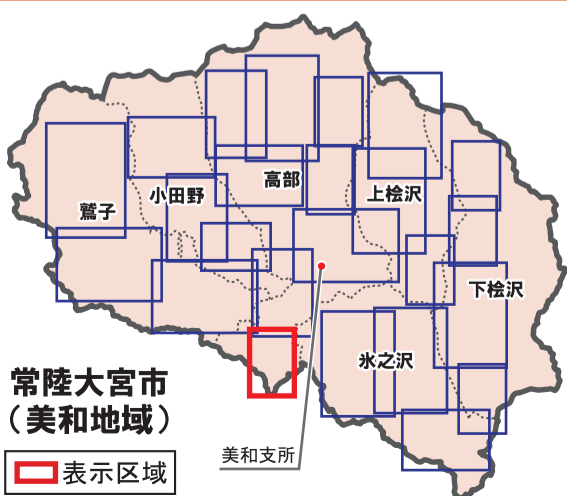 高部
上桧沢
小田野
鷲子
下桧沢
氷之沢
常陸大宮市
（美和地域）
美和支所
表示区域